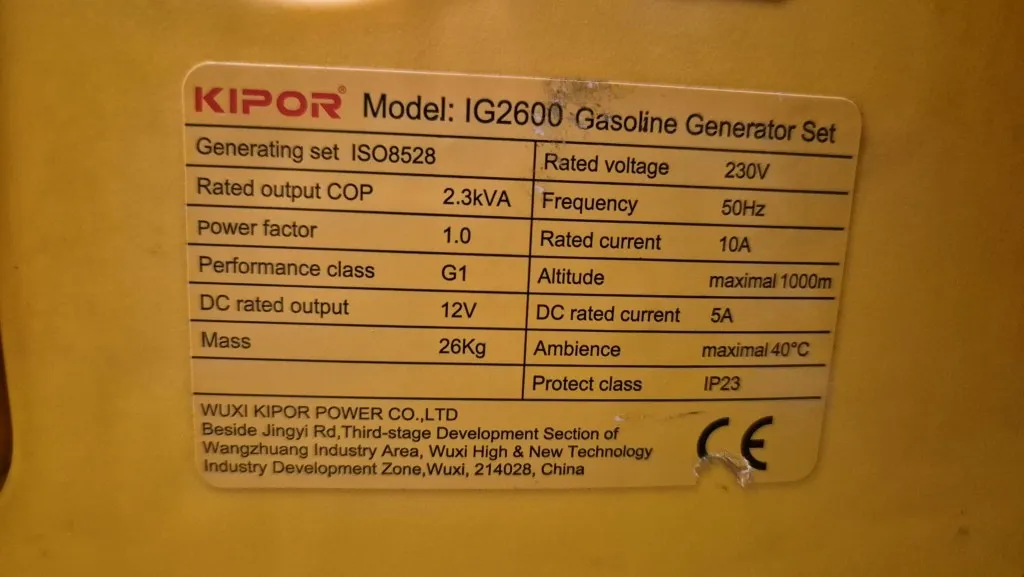 KIPOR® Model: IG2600 Gasoline Generator Set
Generating set ISO8528
Rated output COP 2.3kVA
Power factor 1.0
Performance class G1
DC rated output 12V
Mass 26Kg
Rated voltage 230V
Frequency 50Hz
Rated current 10A
Altitude maximal 1000m
DC rated current 5A
Ambience maximal 40°C
Protect class IP23
WUXI KIPOR POWER CO.,LTD
Beside Jingyi Rd,Third-stage Development Section of
Wangzhuang Industry Area, Wuxi High & New Technology
Industry Development Zone,Wuxi, 214028, China
CE